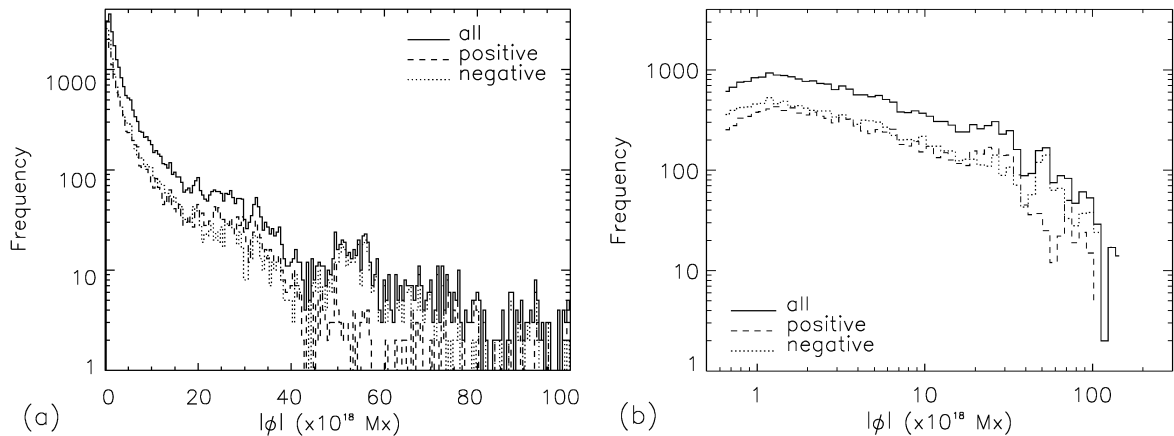 all
positive
negative
1000
100
10
1
Frequency
0 20 40 60 80 100
|ϕ| (x10¹⁸ Mx)
(a)
1000
100
10
1
Frequency
all
positive
negative
1 10 100
|ϕ| (x10¹⁸ Mx)
(b)